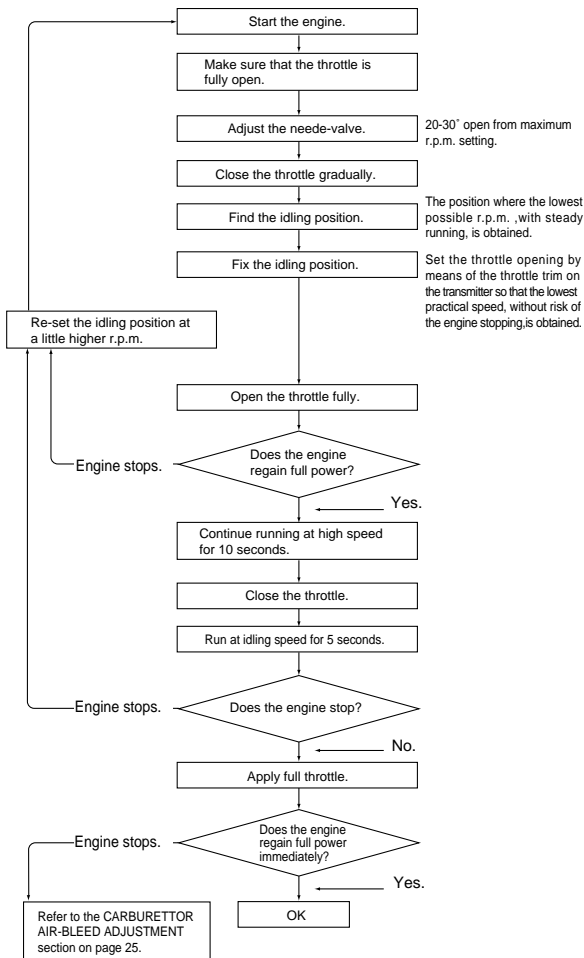 Start the engine.
Make sure that the throttle is
fully open.
Adjust the neede-valve.
20-30˚ open from maximum
r.p.m. setting.
Close the throttle gradually.
Find the idling position.
The position where the lowest
possible r.p.m. ,with steady
running, is obtained.
Fix the idling position.
Set the throttle opening by
means of the throttle trim on
the transmitter so that the lowest
practical speed, without risk of
the engine stopping,is obtained.
Re-set the idling position at
a little higher r.p.m.
Open the throttle fully.
Does the engine
regain full power?
Engine stops.
Yes.
Continue running at high speed
for 10 seconds.
Close the throttle.
Run at idling speed for 5 seconds.
Does the engine stop?
Engine stops.
No.
Apply full throttle.
Does the engine
regain full power
immediately?
Engine stops.
Yes.
OK
Refer to the CARBURETTOR
AIR-BLEED ADJUSTMENT
section on page 25.